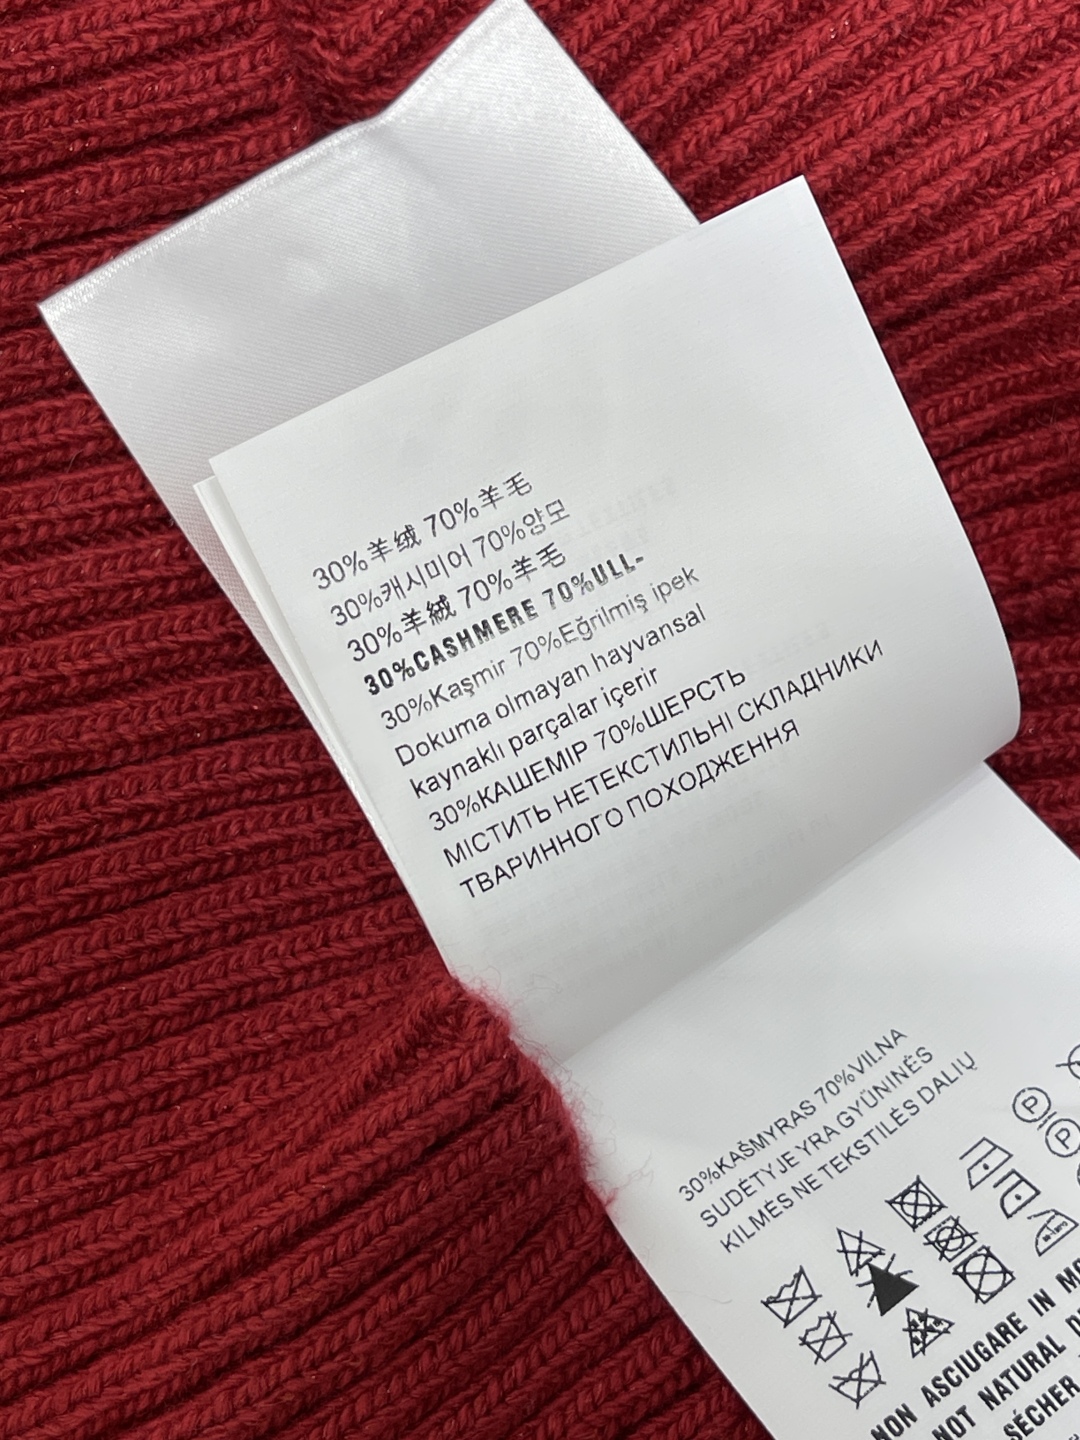 30%羊绒 70%羊毛
30%캐시미어 70%양모
30%羊絨 70%羊毛
30%CASHMERE 70%ULL-
30%Kaşmir 70%Eğrilmiş ipek
Dokuma olmayan hayvansal
kaynaklı parçalar içerir
30%КАШЕМІР 70%ШЕРСТЬ
МІСТИТЬ НЕТЕКСТИЛЬНІ СКЛАДНИКИ
ТВАРИННОГО ПОХОДЖЕННЯ
30%KAŠMYRAS 70%VILNA
SUDĖTYJE YRA GYŪNINĖS
KILMĖS NE TEKSTILĖS DALIŲ
P
P
NON ASCIUGARE IN
NOT NATURAL
SÉCHER